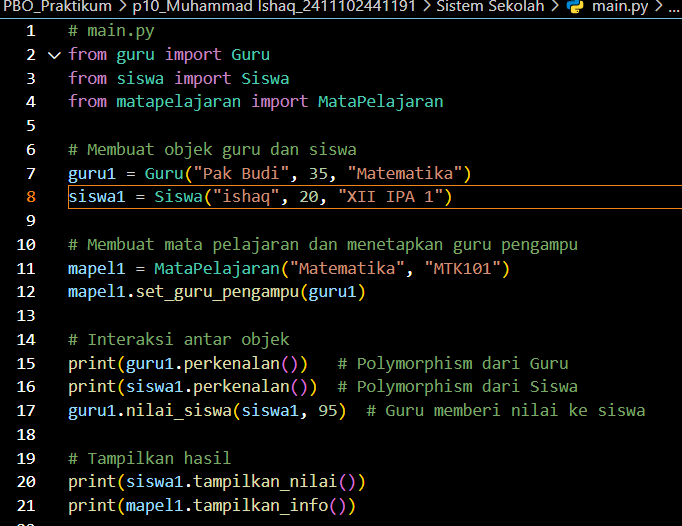 PBO_Praktikum > p10_Muhammad Ishaq_2411102441191 > Sistem Sekolah > main.py > ...
1 # main.py
2 from guru import Guru
3 from siswa import Siswa
4 from matapelajaran import MataPelajaran
5
6 # Membuat objek guru dan siswa
7 guru1 = Guru("Pak Budi", 35, "Matematika")
8 siswa1 = Siswa("ishaq", 20, "XII IPA 1")
9
10 # Membuat mata pelajaran dan menetapkan guru pengampu
11 mapel1 = MataPelajaran("Matematika", "MTK101")
12 mapel1.set_guru_pengampu(guru1)
13
14 # Interaksi antar objek
15 print(guru1.perkenalan())   # Polymorphism dari Guru
16 print(siswa1.perkenalan())  # Polymorphism dari Siswa
17 guru1.nilai_siswa(siswa1, 95)  # Guru memberi nilai ke siswa
18
19 # Tampilkan hasil
20 print(siswa1.tampilkan_nilai())
21 print(mapel1.tampilkan_info())